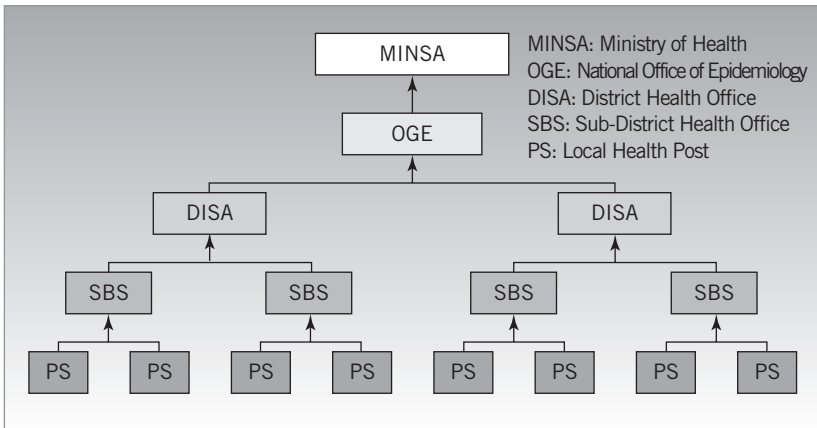 MINSA
MINSA: Ministry of Health
OGE: National Office of Epidemiology
DISA: District Health Office
SBS: Sub-District Health Office
PS: Local Health Post
OGE
DISA DISA
SBS SBS SBS SBS
PS PS PS PS PS PS PS PS